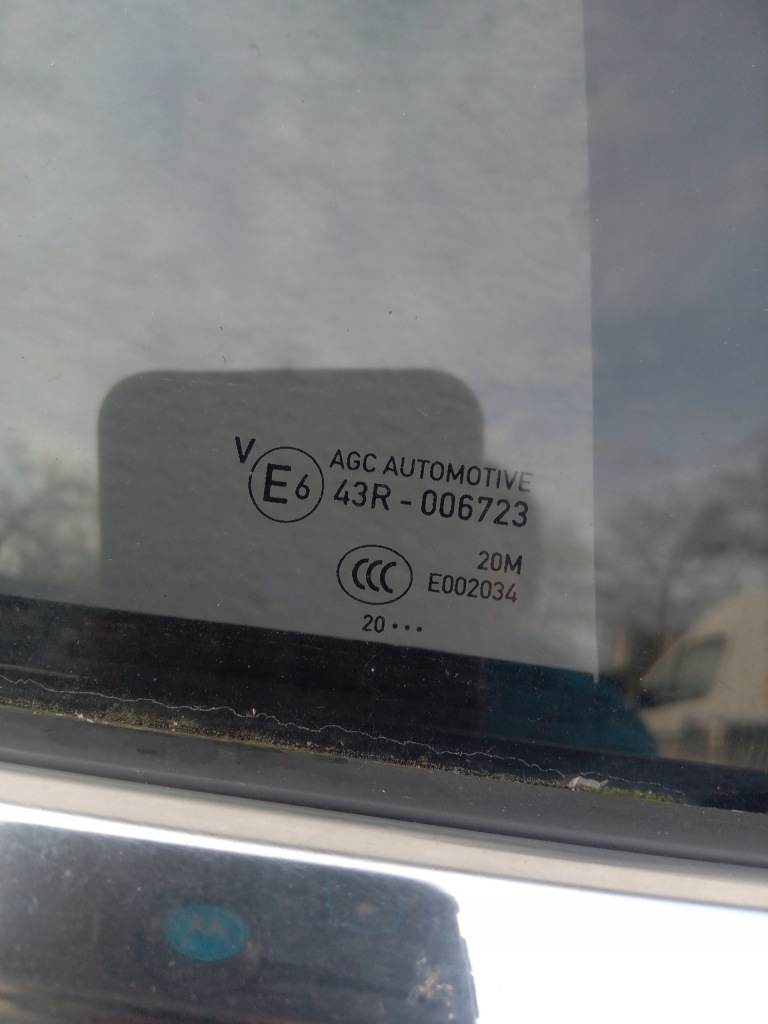 V E6 AGC AUTOMOTIVE
43R - 006723
CCC 20M
E002034
20 • • •